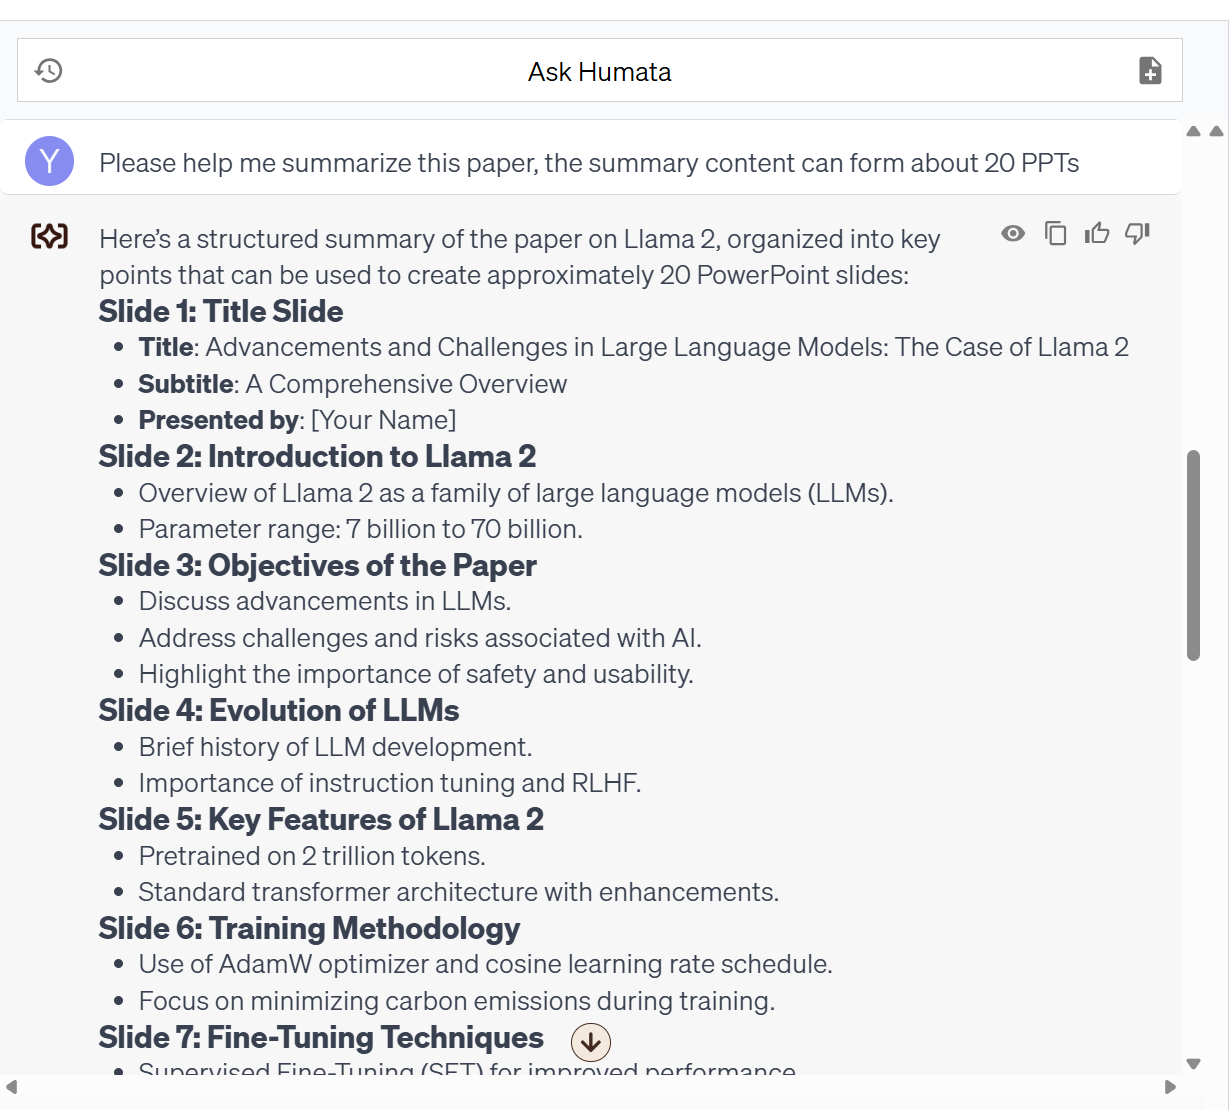 Ask Humata
Y
Please help me summarize this paper, the summary content can form about 20 PPTs
Here’s a structured summary of the paper on Llama 2, organized into key
points that can be used to create approximately 20 PowerPoint slides:
Slide 1: Title Slide
• Title: Advancements and Challenges in Large Language Models: The Case of Llama 2
• Subtitle: A Comprehensive Overview
• Presented by: [Your Name]
Slide 2: Introduction to Llama 2
• Overview of Llama 2 as a family of large language models (LLMs).
• Parameter range: 7 billion to 70 billion.
Slide 3: Objectives of the Paper
• Discuss advancements in LLMs.
• Address challenges and risks associated with AI.
• Highlight the importance of safety and usability.
Slide 4: Evolution of LLMs
• Brief history of LLM development.
• Importance of instruction tuning and RLHF.
Slide 5: Key Features of Llama 2
• Pretrained on 2 trillion tokens.
• Standard transformer architecture with enhancements.
Slide 6: Training Methodology
• Use of AdamW optimizer and cosine learning rate schedule.
• Focus on minimizing carbon emissions during training.
Slide 7: Fine-Tuning Techniques
• Supervised Fine-Tuning (SFT) for improved performance